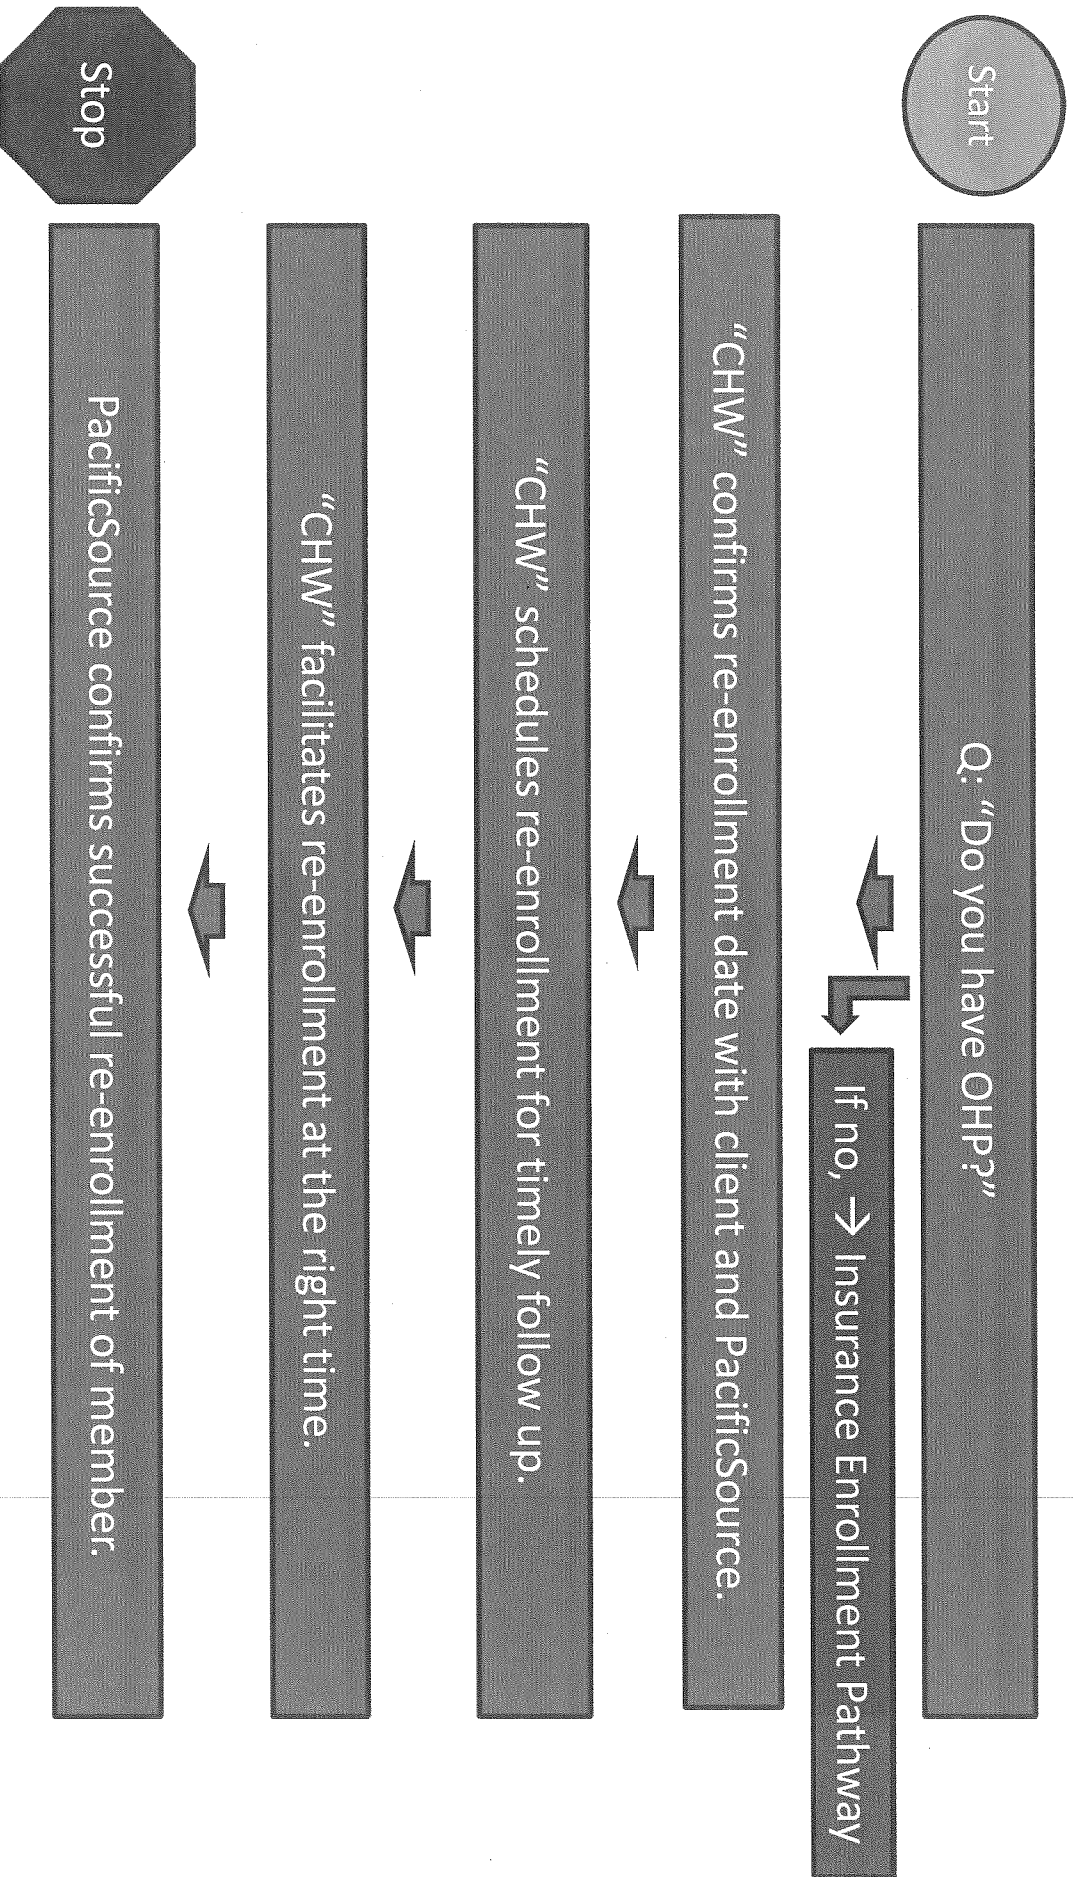 Start
Q: “Do you have OHP?”
If no, → Insurance Enrollment Pathway
“CHW” confirms re-enrollment date with client and PacificSource.
“CHW” schedules re-enrollment for timely follow up.
“CHW” facilitates re-enrollment at the right time.
Stop
PacificSource confirms successful re-enrollment of member.